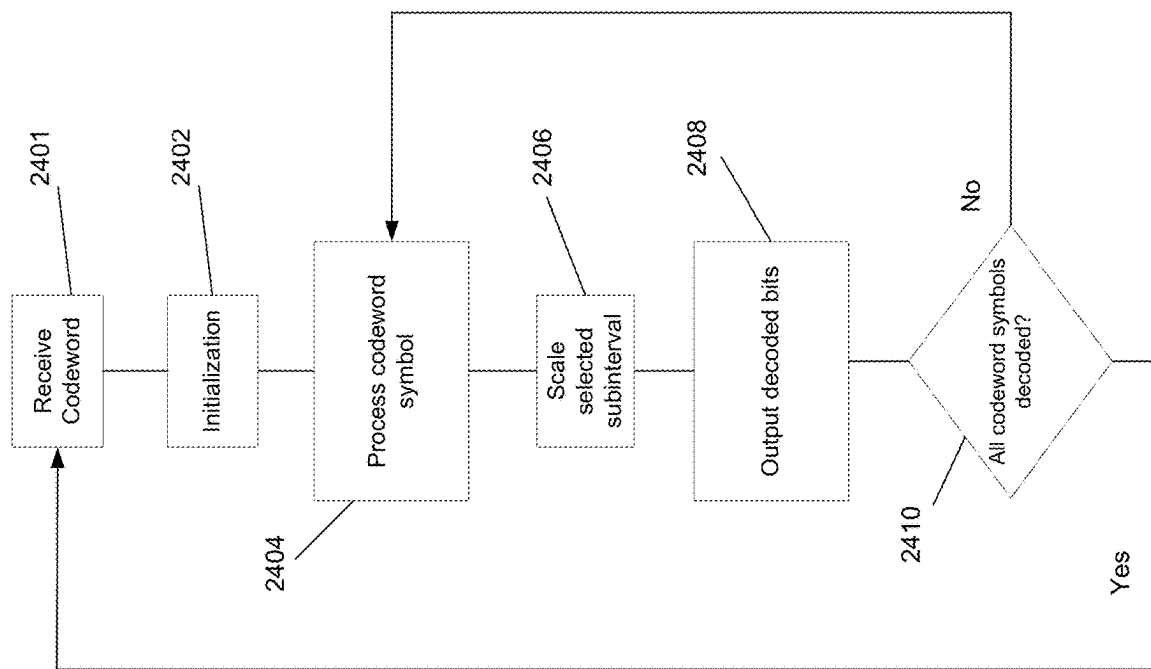 2401
Receive
Codeword
2402
Initialization
Process codeword
symbol
2404
2406
Scale
selected
subinterval
2408
Output decoded bits
No
All codeword symbols
decoded?
2410
Yes